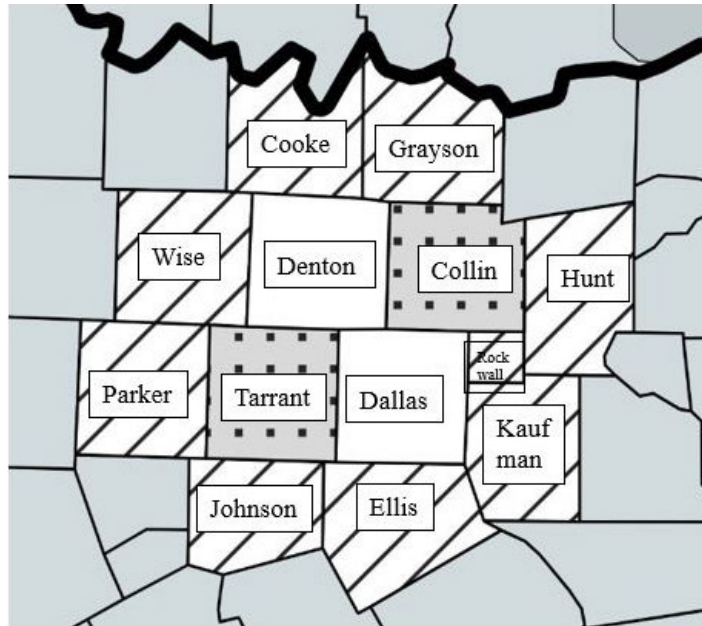 Cooke
Grayson
Wise
Denton
Collin
Hunt
Rock
wall
Parker
Tarrant
Dallas
Kauf
man
Johnson
Ellis